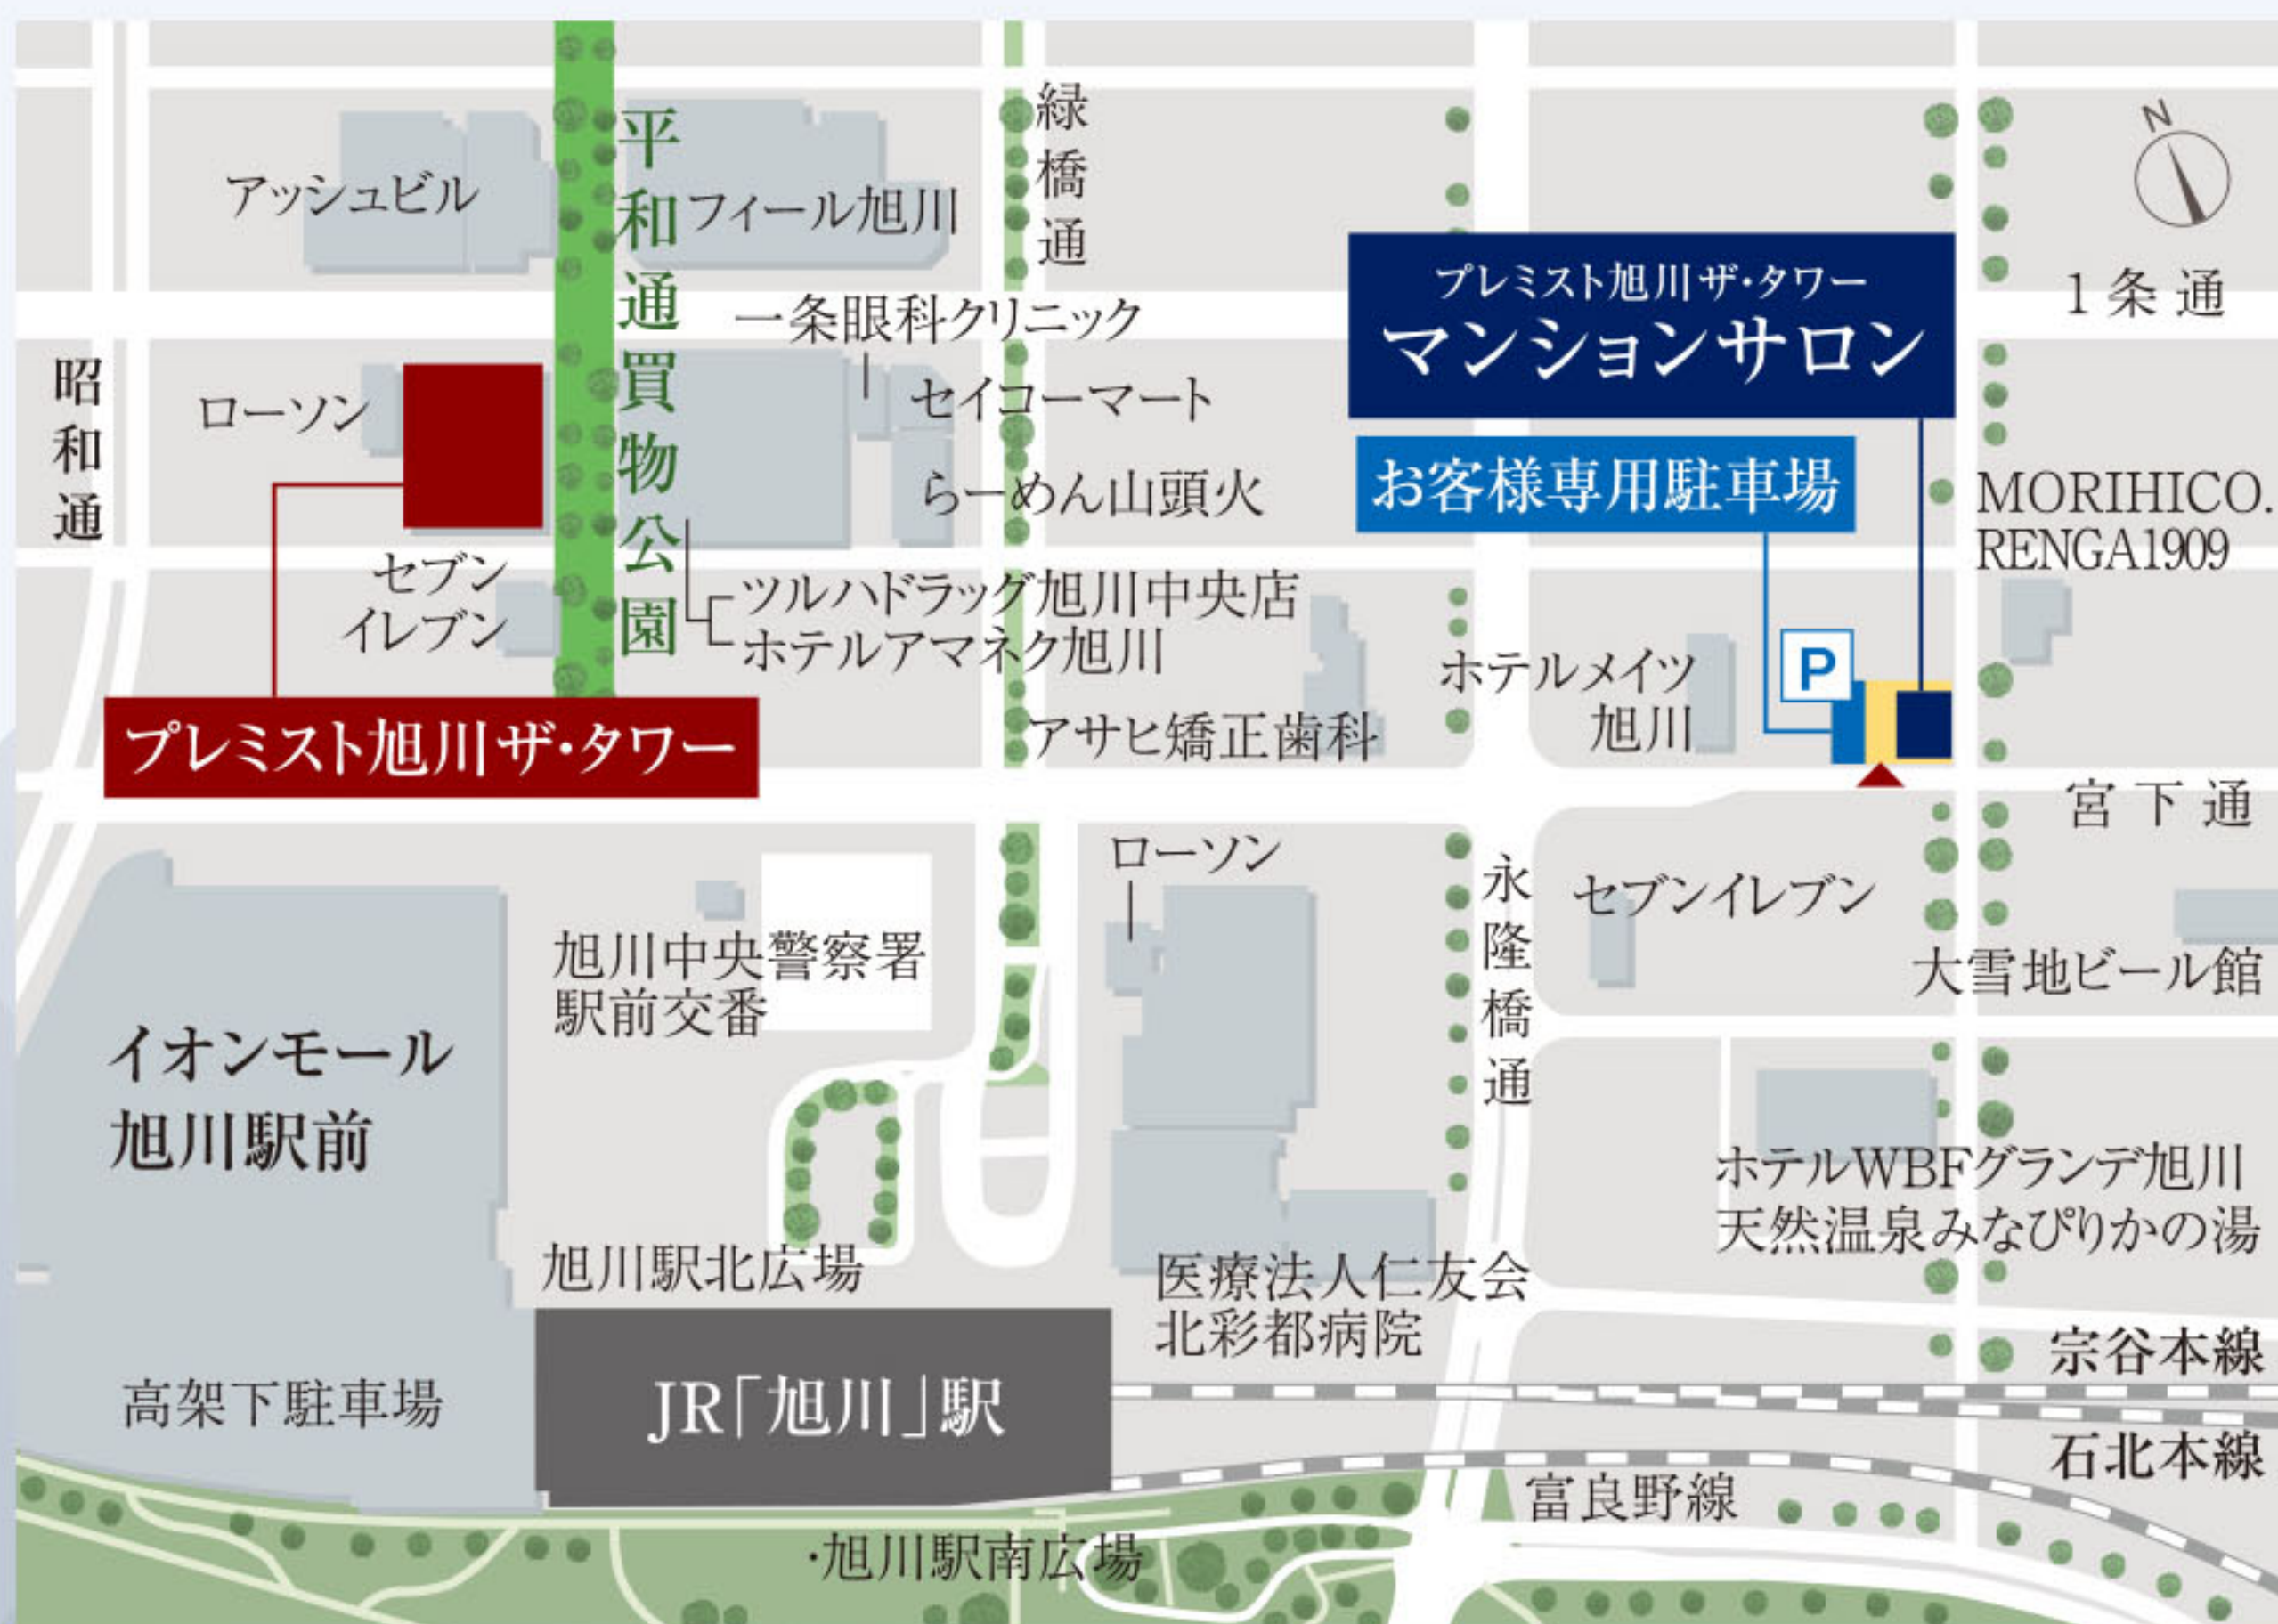 N
緑橋通
平和通買物公園
アッシュビル
フィール旭川
1条通
プレミスト旭川ザ・タワー
マンションサロン
一条眼科クリニック
昭和通
ローソン
セイコーマート
お客様専用駐車場
らーめん山頭火
MORIHICO.
RENGA1909
セブン
イレブン
ツルハドラッグ旭川中央店
ホテルアマネク旭川
P
ホテルメイツ
旭川
アサヒ矯正歯科
プレミスト旭川ザ・タワー
宮下通
ローソン
永隆橋通
セブンイレブン
旭川中央警察署
駅前交番
大雪地ビール館
イオンモール
旭川駅前
ホテルWBFグランデ旭川
天然温泉みなぴりかの湯
旭川駅北広場
医療法人仁友会
北彩都病院
宗谷本線
高架下駐車場
JR「旭川」駅
石北本線
富良野線
・旭川駅南広場